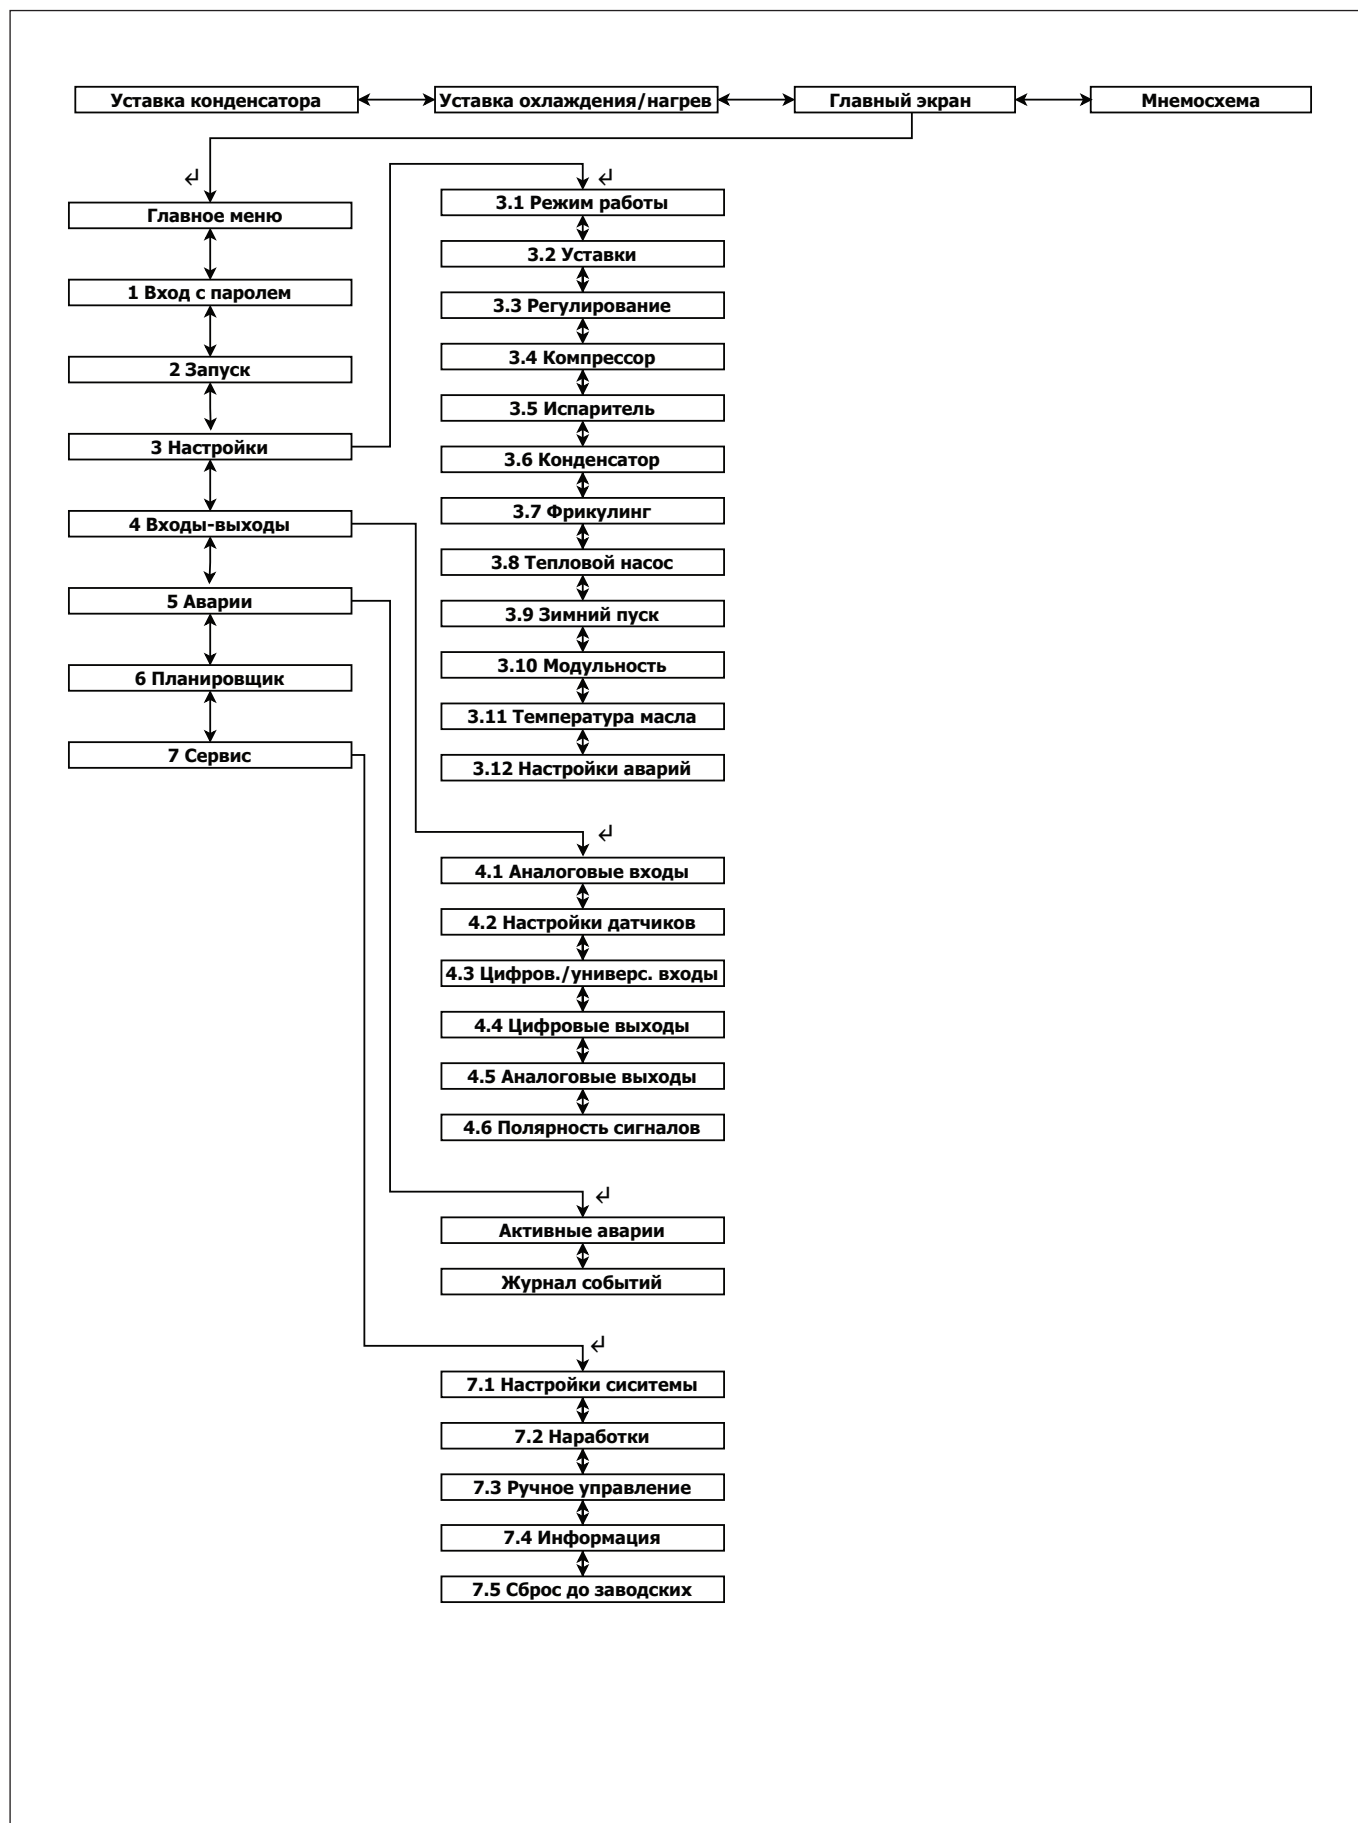 Уставка конденсатора
Уставка охлаждения/нагрев
Главный экран
Мнемосхема
Главное меню
1 Вход с паролем
2 Запуск
3 Настройки
4 Входы-выходы
5 Аварии
6 Планировщик
7 Сервис
3.1 Режим работы
3.2 Уставки
3.3 Регулирование
3.4 Компрессор
3.5 Испаритель
3.6 Конденсатор
3.7 Фрикулинг
3.8 Тепловой насос
3.9 Зимний пуск
3.10 Модульность
3.11 Температура масла
3.12 Настройки аварий
4.1 Аналоговые входы
4.2 Настройки датчиков
4.3 Цифров./универс. входы
4.4 Цифровые выходы
4.5 Аналоговые выходы
4.6 Полярность сигналов
Активные аварии
Журнал событий
7.1 Настройки сиситемы
7.2 Наработки
7.3 Ручное управление
7.4 Информация
7.5 Сброс до заводских